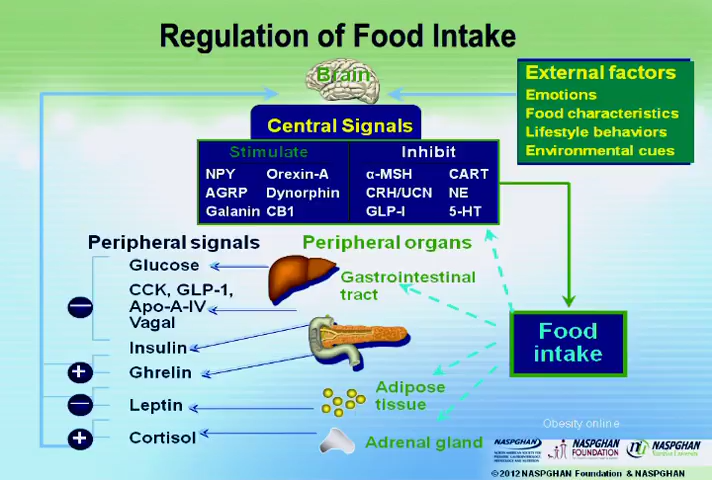 Regulation of Food Intake
Brain
External factors
Emotions
Food characteristics
Lifestyle behaviors
Environmental cues
Central Signals
Stimulate
Inhibit
NPY Orexin-A α-MSH CART
AGRP Dynorphin CRH/UCN NE
Galanin CB1 GLP-I 5-HT
Peripheral signals
Peripheral organs
Glucose
Gastrointestinal
tract
CCK, GLP-1,
Apo-A-IV
Vagal
−
Food
intake
Insulin
+
Ghrelin
Adipose
tissue
−
Leptin
+
Cortisol
Adrenal gland
Obesity online
NASPGHAN
NASPGHAN
FOUNDATION
NASPGHAN
©2012 NASPGHAN Foundation & NASPGHAN